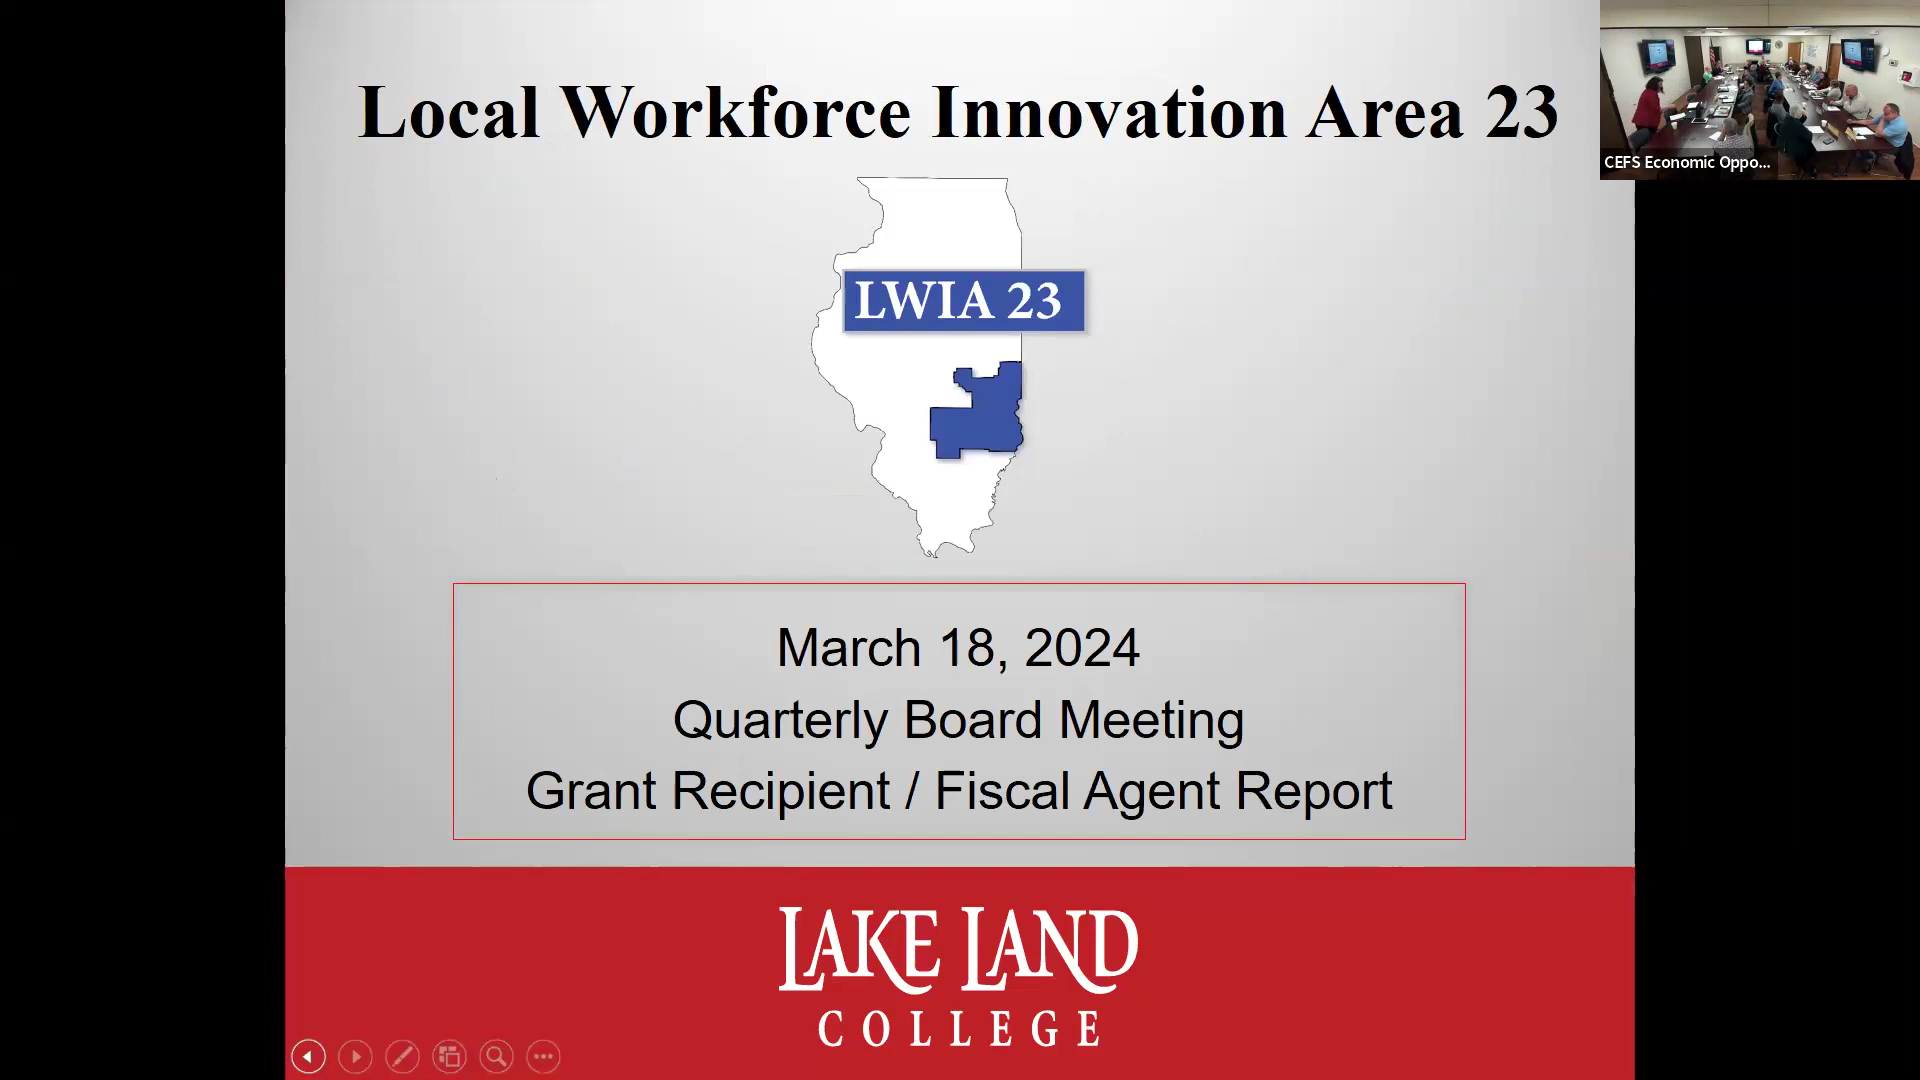 Local Workforce Innovation Area 23
CEFS Economic Oppo...
LWIA 23
March 18, 2024
Quarterly Board Meeting
Grant Recipient / Fiscal Agent Report
LAKE LAND
COLLEGE